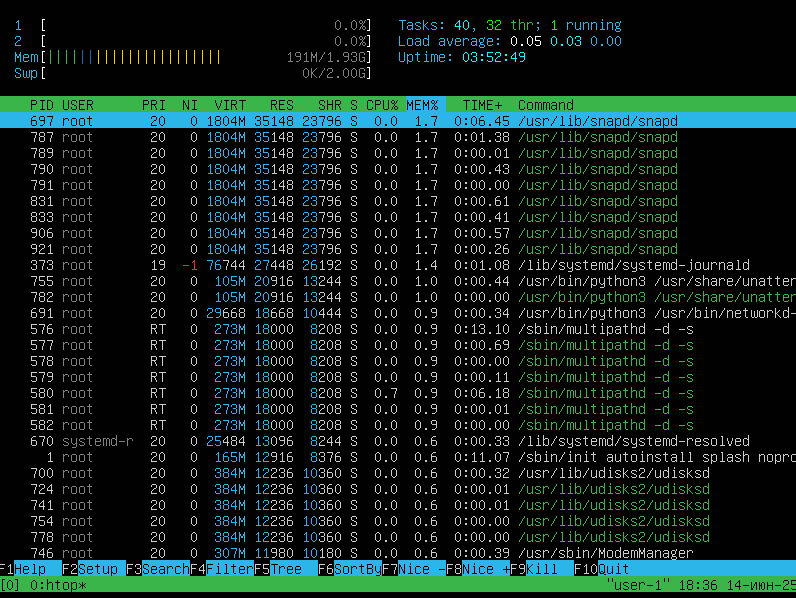 1 [ 0.0%] Tasks: 40, 32 thr; 1 running
2 [ 0.0%] Load average: 0.05 0.03 0.00
Mem[||||||||||||||||||||||| 191M/1.93G] Uptime: 03:52:49
Swp[ 0K/2.00G]
PID USER PRI NI VIRT RES SHR S CPU% MEM% TIME+ Command
697 root 20 0 1804M 35148 23796 S 0.0 1.7 0:06.45 /usr/lib/snapd/snapd
787 root 20 0 1804M 35148 23796 S 0.0 1.7 0:01.38 /usr/lib/snapd/snapd
789 root 20 0 1804M 35148 23796 S 0.0 1.7 0:00.01 /usr/lib/snapd/snapd
790 root 20 0 1804M 35148 23796 S 0.0 1.7 0:00.43 /usr/lib/snapd/snapd
791 root 20 0 1804M 35148 23796 S 0.0 1.7 0:00.00 /usr/lib/snapd/snapd
831 root 20 0 1804M 35148 23796 S 0.0 1.7 0:00.61 /usr/lib/snapd/snapd
833 root 20 0 1804M 35148 23796 S 0.0 1.7 0:00.41 /usr/lib/snapd/snapd
906 root 20 0 1804M 35148 23796 S 0.0 1.7 0:00.57 /usr/lib/snapd/snapd
921 root 20 0 1804M 35148 23796 S 0.0 1.7 0:00.26 /usr/lib/snapd/snapd
373 root 19 -1 76744 27448 26192 S 0.0 1.4 0:01.08 /lib/systemd/systemd-journald
755 root 20 0 105M 20916 13244 S 0.0 1.0 0:00.44 /usr/bin/python3 /usr/share/unatten
782 root 20 0 105M 20916 13244 S 0.0 1.0 0:00.00 /usr/bin/python3 /usr/share/unatten
691 root 20 0 29668 18668 10444 S 0.0 0.9 0:00.34 /usr/bin/python3 /usr/bin/networkd-
576 root RT 0 273M 18000 8208 S 0.0 0.9 0:13.10 /sbin/multipathd -d -s
577 root RT 0 273M 18000 8208 S 0.0 0.9 0:00.69 /sbin/multipathd -d -s
578 root RT 0 273M 18000 8208 S 0.0 0.9 0:00.00 /sbin/multipathd -d -s
579 root RT 0 273M 18000 8208 S 0.0 0.9 0:00.11 /sbin/multipathd -d -s
580 root RT 0 273M 18000 8208 S 0.7 0.9 0:06.18 /sbin/multipathd -d -s
581 root RT 0 273M 18000 8208 S 0.0 0.9 0:00.01 /sbin/multipathd -d -s
582 root RT 0 273M 18000 8208 S 0.0 0.9 0:00.00 /sbin/multipathd -d -s
670 systemd-r 20 0 25484 13096 8244 S 0.0 0.6 0:00.33 /lib/systemd/systemd-resolved
1 root 20 0 165M 12916 8376 S 0.0 0.6 0:11.07 /sbin/init autoinstall splash nopro
700 root 20 0 384M 12236 10360 S 0.0 0.6 0:00.32 /usr/lib/udisks2/udisksd
724 root 20 0 384M 12236 10360 S 0.0 0.6 0:00.01 /usr/lib/udisks2/udisksd
741 root 20 0 384M 12236 10360 S 0.0 0.6 0:00.01 /usr/lib/udisks2/udisksd
754 root 20 0 384M 12236 10360 S 0.0 0.6 0:00.00 /usr/lib/udisks2/udisksd
778 root 20 0 384M 12236 10360 S 0.0 0.6 0:00.00 /usr/lib/udisks2/udisksd
746 root 20 0 307M 11980 10180 S 0.0 0.6 0:00.39 /usr/sbin/ModemManager
F1Help F2Setup F3SearchF4FilterF5Tree F6SortByF7Nice -F8Nice +F9Kill F10Quit
[0] 0:htop* "user-1" 18:36 14-июн-25